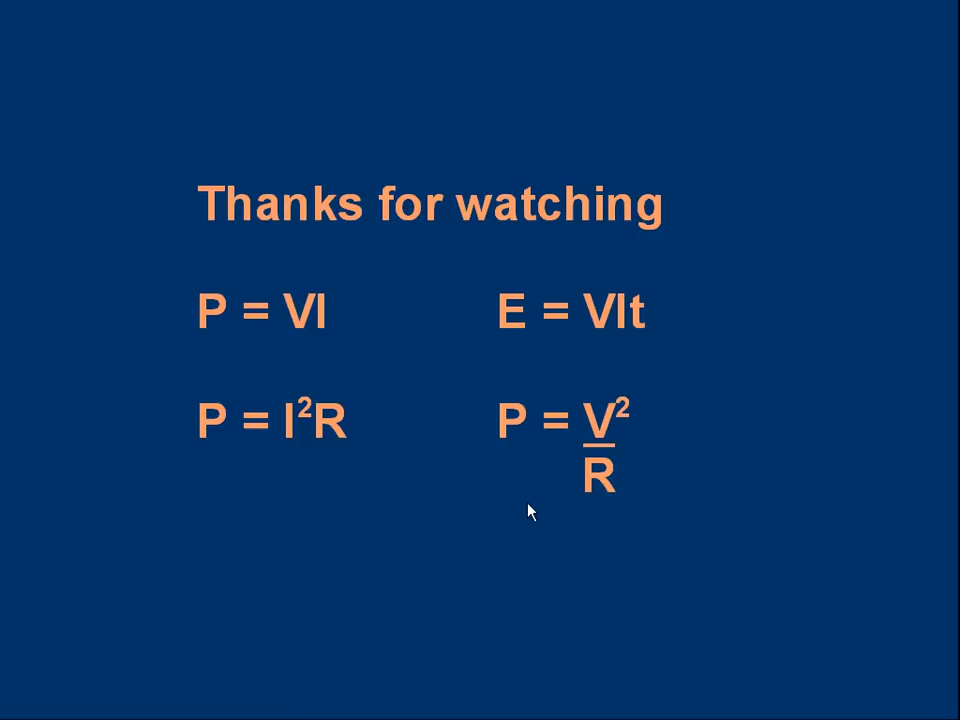 Thanks for watching
P = VI E = VIt
P = I²R P = V²
R